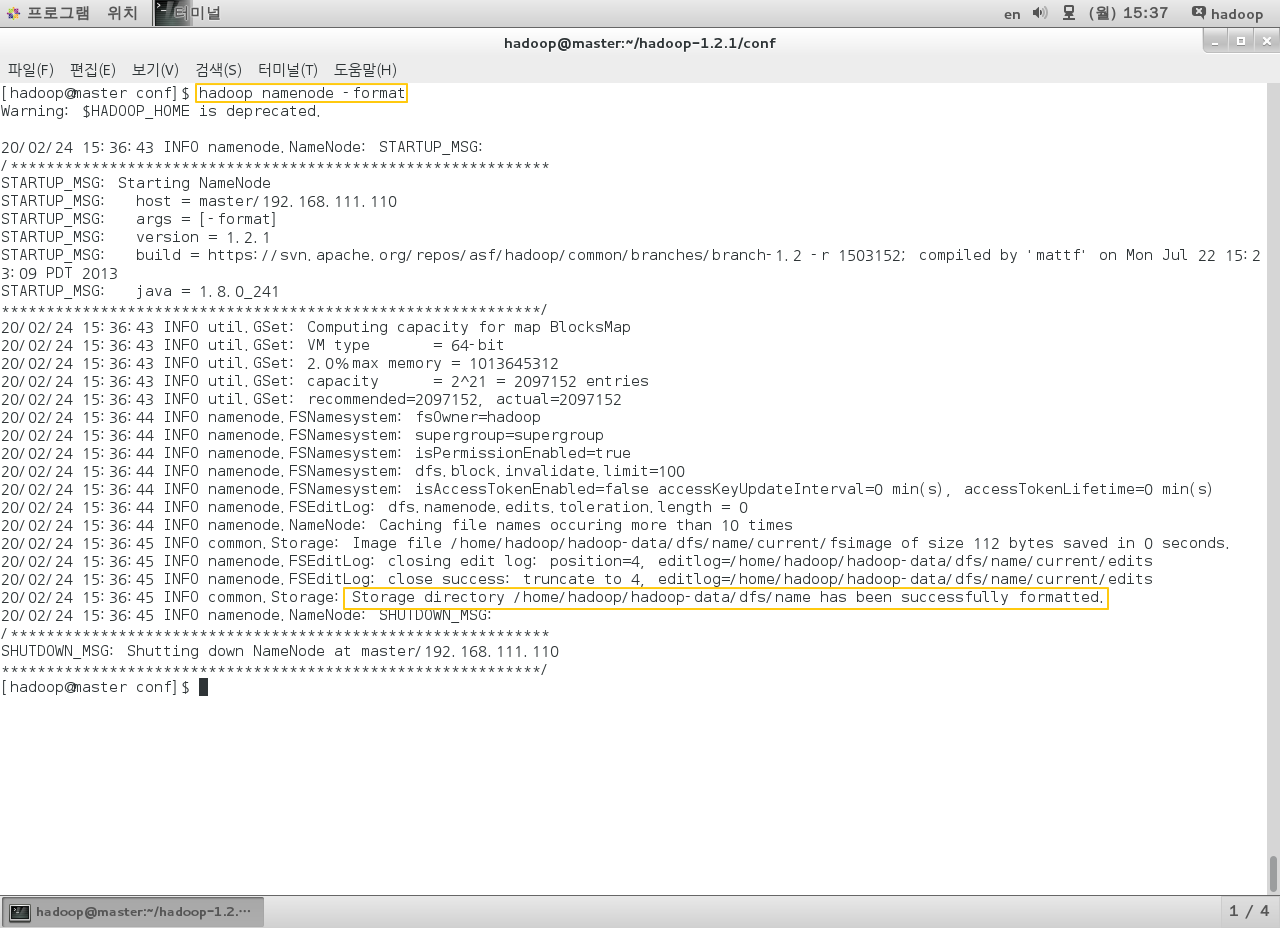 프로그램 위치 터미널 en (월) 15:37 hadoop
hadoop@master:~/hadoop-1.2.1/conf
파일(F) 편집(E) 보기(V) 검색(S) 터미널(T) 도움말(H)
[hadoop@master conf]$ hadoop namenode -format
Warning: $HADOOP_HOME is deprecated.
20/02/24 15:36:43 INFO namenode.NameNode: STARTUP_MSG:
/************************************************************
STARTUP_MSG: Starting NameNode
STARTUP_MSG:   host = master/192.168.111.110
STARTUP_MSG:   args = [-format]
STARTUP_MSG:   version = 1.2.1
STARTUP_MSG:   build = https://svn.apache.org/repos/asf/hadoop/common/branches/branch-1.2 -r 1503152; compiled by 'mattf' on Mon Jul 22 15:2
3:09 PDT 2013
STARTUP_MSG:   java = 1.8.0_241
************************************************************/
20/02/24 15:36:43 INFO util.GSet: Computing capacity for map BlocksMap
20/02/24 15:36:43 INFO util.GSet: VM type       = 64-bit
20/02/24 15:36:43 INFO util.GSet: 2.0% max memory = 1013645312
20/02/24 15:36:43 INFO util.GSet: capacity      = 2^21 = 2097152 entries
20/02/24 15:36:43 INFO util.GSet: recommended=2097152, actual=2097152
20/02/24 15:36:44 INFO namenode.FSNamesystem: fsOwner=hadoop
20/02/24 15:36:44 INFO namenode.FSNamesystem: supergroup=supergroup
20/02/24 15:36:44 INFO namenode.FSNamesystem: isPermissionEnabled=true
20/02/24 15:36:44 INFO namenode.FSNamesystem: dfs.block.invalidate.limit=100
20/02/24 15:36:44 INFO namenode.FSNamesystem: isAccessTokenEnabled=false accessKeyUpdateInterval=0 min(s), accessTokenLifetime=0 min(s)
20/02/24 15:36:44 INFO namenode.FSEditLog: dfs.namenode.edits.toleration.length = 0
20/02/24 15:36:44 INFO namenode.NameNode: Caching file names occuring more than 10 times
20/02/24 15:36:45 INFO common.Storage: Image file /home/hadoop/hadoop-data/dfs/name/current/fsimage of size 112 bytes saved in 0 seconds.
20/02/24 15:36:45 INFO namenode.FSEditLog: closing edit log: position=4, editlog=/home/hadoop/hadoop-data/dfs/name/current/edits
20/02/24 15:36:45 INFO namenode.FSEditLog: close success: truncate to 4, editlog=/home/hadoop/hadoop-data/dfs/name/current/edits
20/02/24 15:36:45 INFO common.Storage: Storage directory /home/hadoop/hadoop-data/dfs/name has been successfully formatted.
20/02/24 15:36:45 INFO namenode.NameNode: SHUTDOWN_MSG:
/************************************************************
SHUTDOWN_MSG: Shutting down NameNode at master/192.168.111.110
************************************************************/
[hadoop@master conf]$
hadoop@master:~/hadoop-1.2.··· 1 / 4